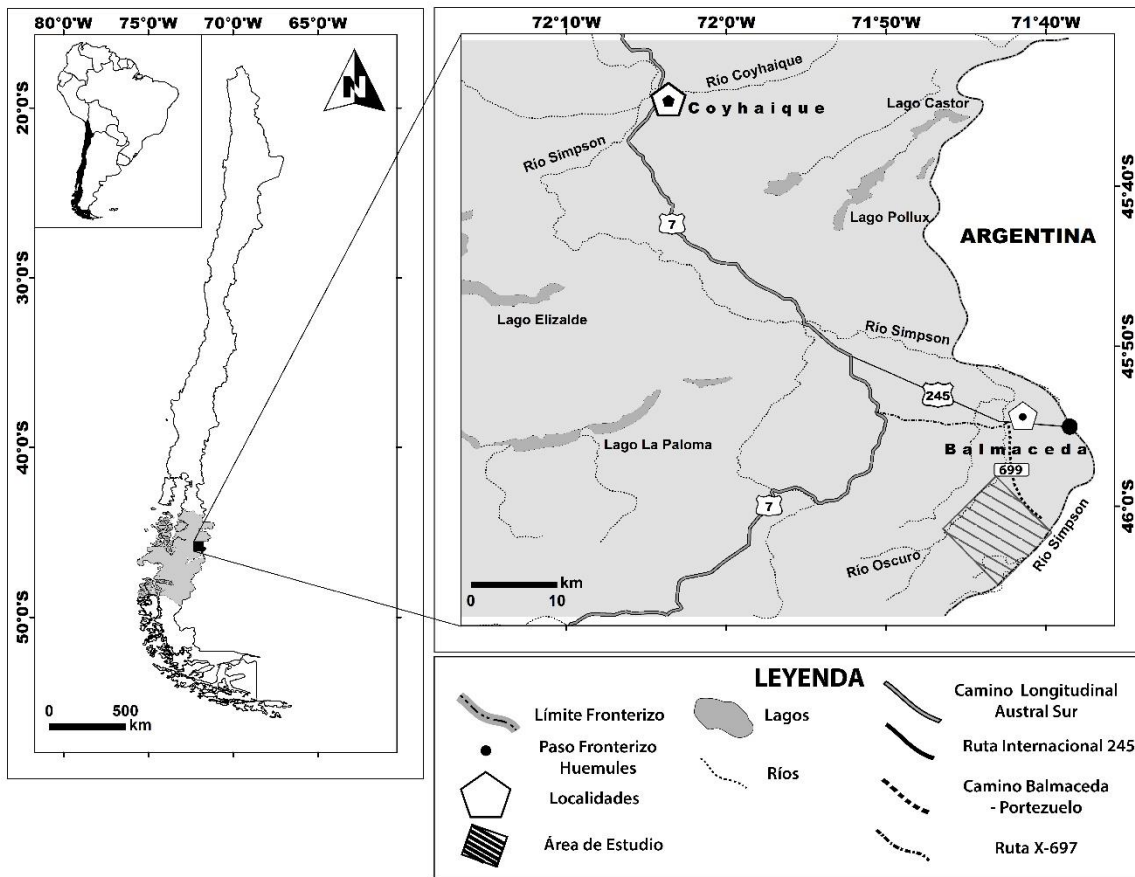 80°0'W 75°0'W 70°0'W 65°0'W
20°0'S
30°0'S
40°0'S
50°0'S
N
0 500
km
72°10'W 72°0'W 71°50'W 71°40'W
45°40'S
45°50'S
46°0'S
Río Coyhaique
Coyhaique
Lago Castor
Río Simpson
Lago Pollux
7
ARGENTINA
Lago Elizalde
Río Simpson
245
Lago La Paloma
Balmaceda
699
7
Río Simpson
Río Oscuro
km
0 10
LEYENDA
Límite Fronterizo
Paso Fronterizo
Huemules
Localidades
Área de Estudio
Lagos
Ríos
Camino Longitudinal
Austral Sur
Ruta Internacional 245
Camino Balmaceda
- Portezuelo
Ruta X-697